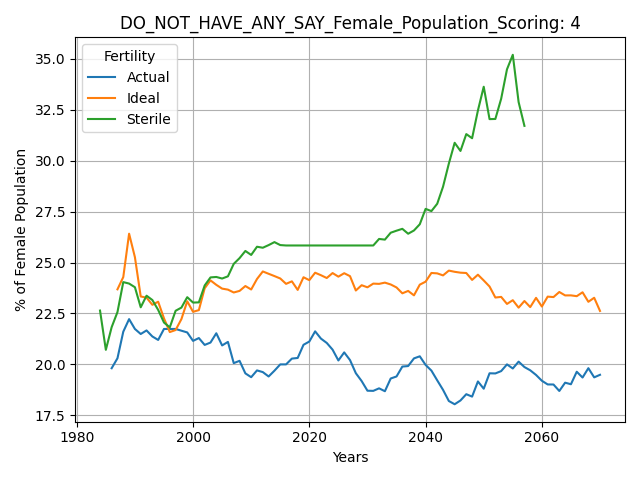 DO_NOT_HAVE_ANY_SAY_Female_Population_Scoring: 4
Fertility
Actual
Ideal
Sterile
% of Female Population
35.0
32.5
30.0
27.5
25.0
22.5
20.0
17.5
1980
2000
2020
2040
2060
Years